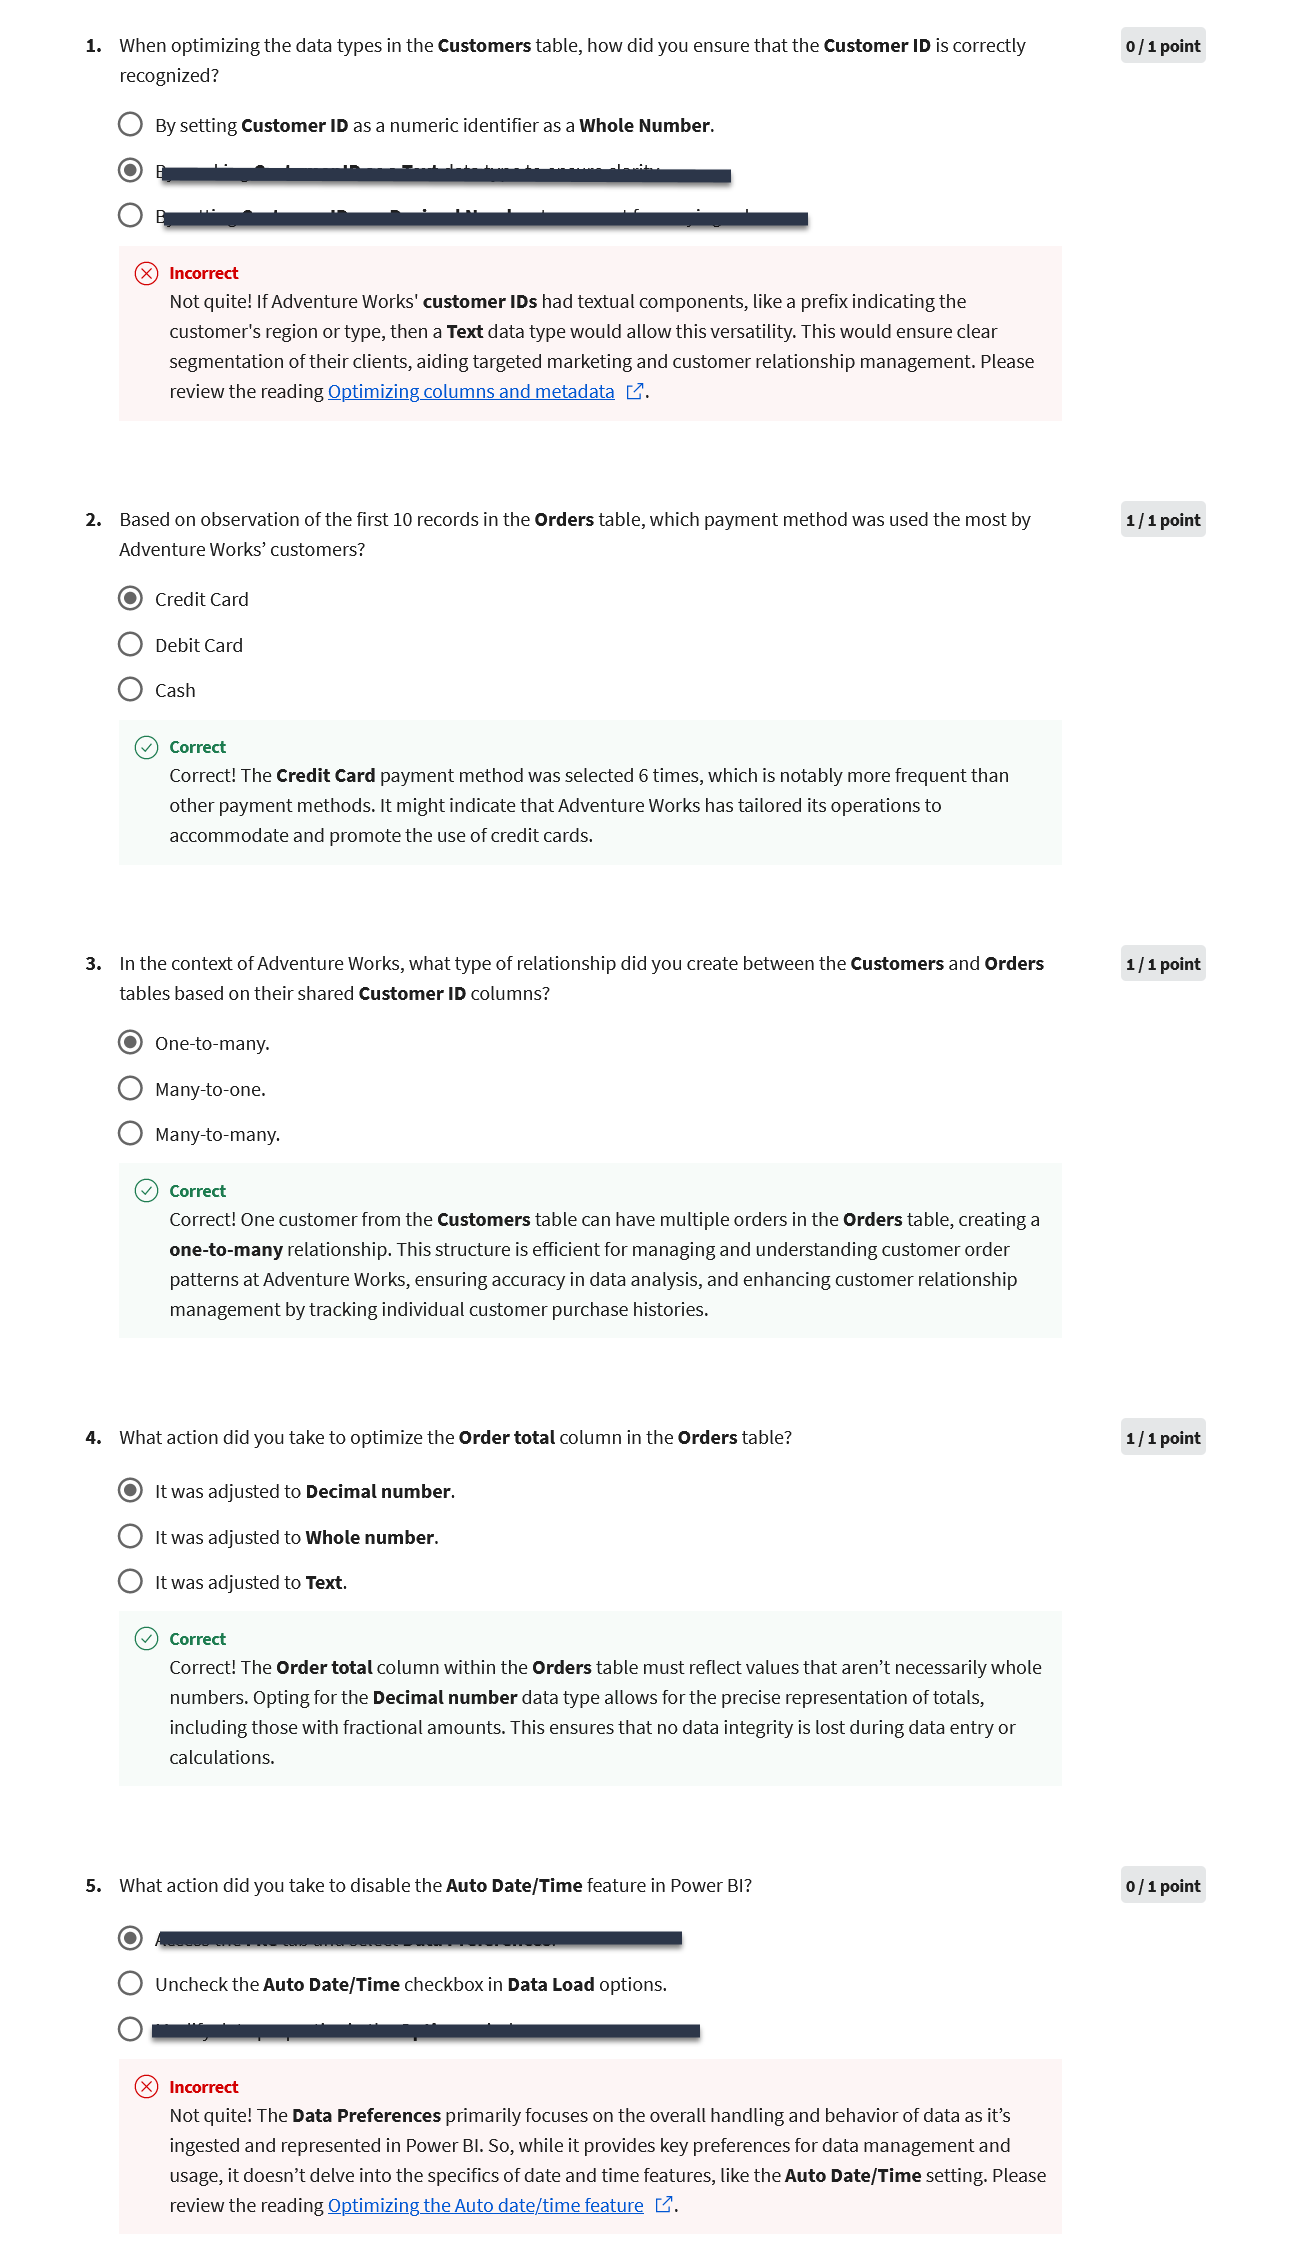 1. When optimizing the data types in the Customers table, how did you ensure that the Customer ID is correctly
recognized?
0 / 1 point
By setting Customer ID as a numeric identifier as a Whole Number.
Incorrect
Not quite! If Adventure Works' customer IDs had textual components, like a prefix indicating the
customer's region or type, then a Text data type would allow this versatility. This would ensure clear
segmentation of their clients, aiding targeted marketing and customer relationship management. Please
review the reading Optimizing columns and metadata.
2. Based on observation of the first 10 records in the Orders table, which payment method was used the most by
Adventure Works’ customers?
1 / 1 point
Credit Card
Debit Card
Cash
Correct
Correct! The Credit Card payment method was selected 6 times, which is notably more frequent than
other payment methods. It might indicate that Adventure Works has tailored its operations to
accommodate and promote the use of credit cards.
3. In the context of Adventure Works, what type of relationship did you create between the Customers and Orders
tables based on their shared Customer ID columns?
1 / 1 point
One-to-many.
Many-to-one.
Many-to-many.
Correct
Correct! One customer from the Customers table can have multiple orders in the Orders table, creating a
one-to-many relationship. This structure is efficient for managing and understanding customer order
patterns at Adventure Works, ensuring accuracy in data analysis, and enhancing customer relationship
management by tracking individual customer purchase histories.
4. What action did you take to optimize the Order total column in the Orders table?
1 / 1 point
It was adjusted to Decimal number.
It was adjusted to Whole number.
It was adjusted to Text.
Correct
Correct! The Order total column within the Orders table must reflect values that aren’t necessarily whole
numbers. Opting for the Decimal number data type allows for the precise representation of totals,
including those with fractional amounts. This ensures that no data integrity is lost during data entry or
calculations.
5. What action did you take to disable the Auto Date/Time feature in Power BI?
0 / 1 point
Uncheck the Auto Date/Time checkbox in Data Load options.
Incorrect
Not quite! The Data Preferences primarily focuses on the overall handling and behavior of data as it’s
ingested and represented in Power BI. So, while it provides key preferences for data management and
usage, it doesn’t delve into the specifics of date and time features, like the Auto Date/Time setting. Please
review the reading Optimizing the Auto date/time feature.